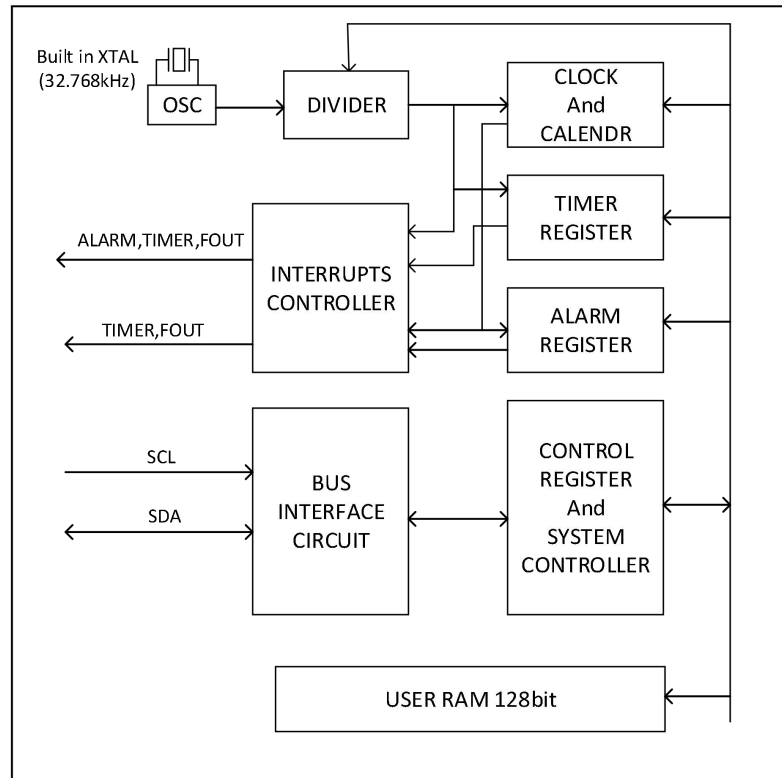 Built in XTAL
(32.768kHz)
OSC
DIVIDER
CLOCK
And
CALENDR
TIMER
REGISTER
ALARM,TIMER,FOUT
INTERRUPTS
CONTROLLER
TIMER,FOUT
ALARM
REGISTER
SCL
SDA
BUS
INTERFACE
CIRCUIT
CONTROL
REGISTER
And
SYSTEM
CONTROLLER
USER RAM 128bit